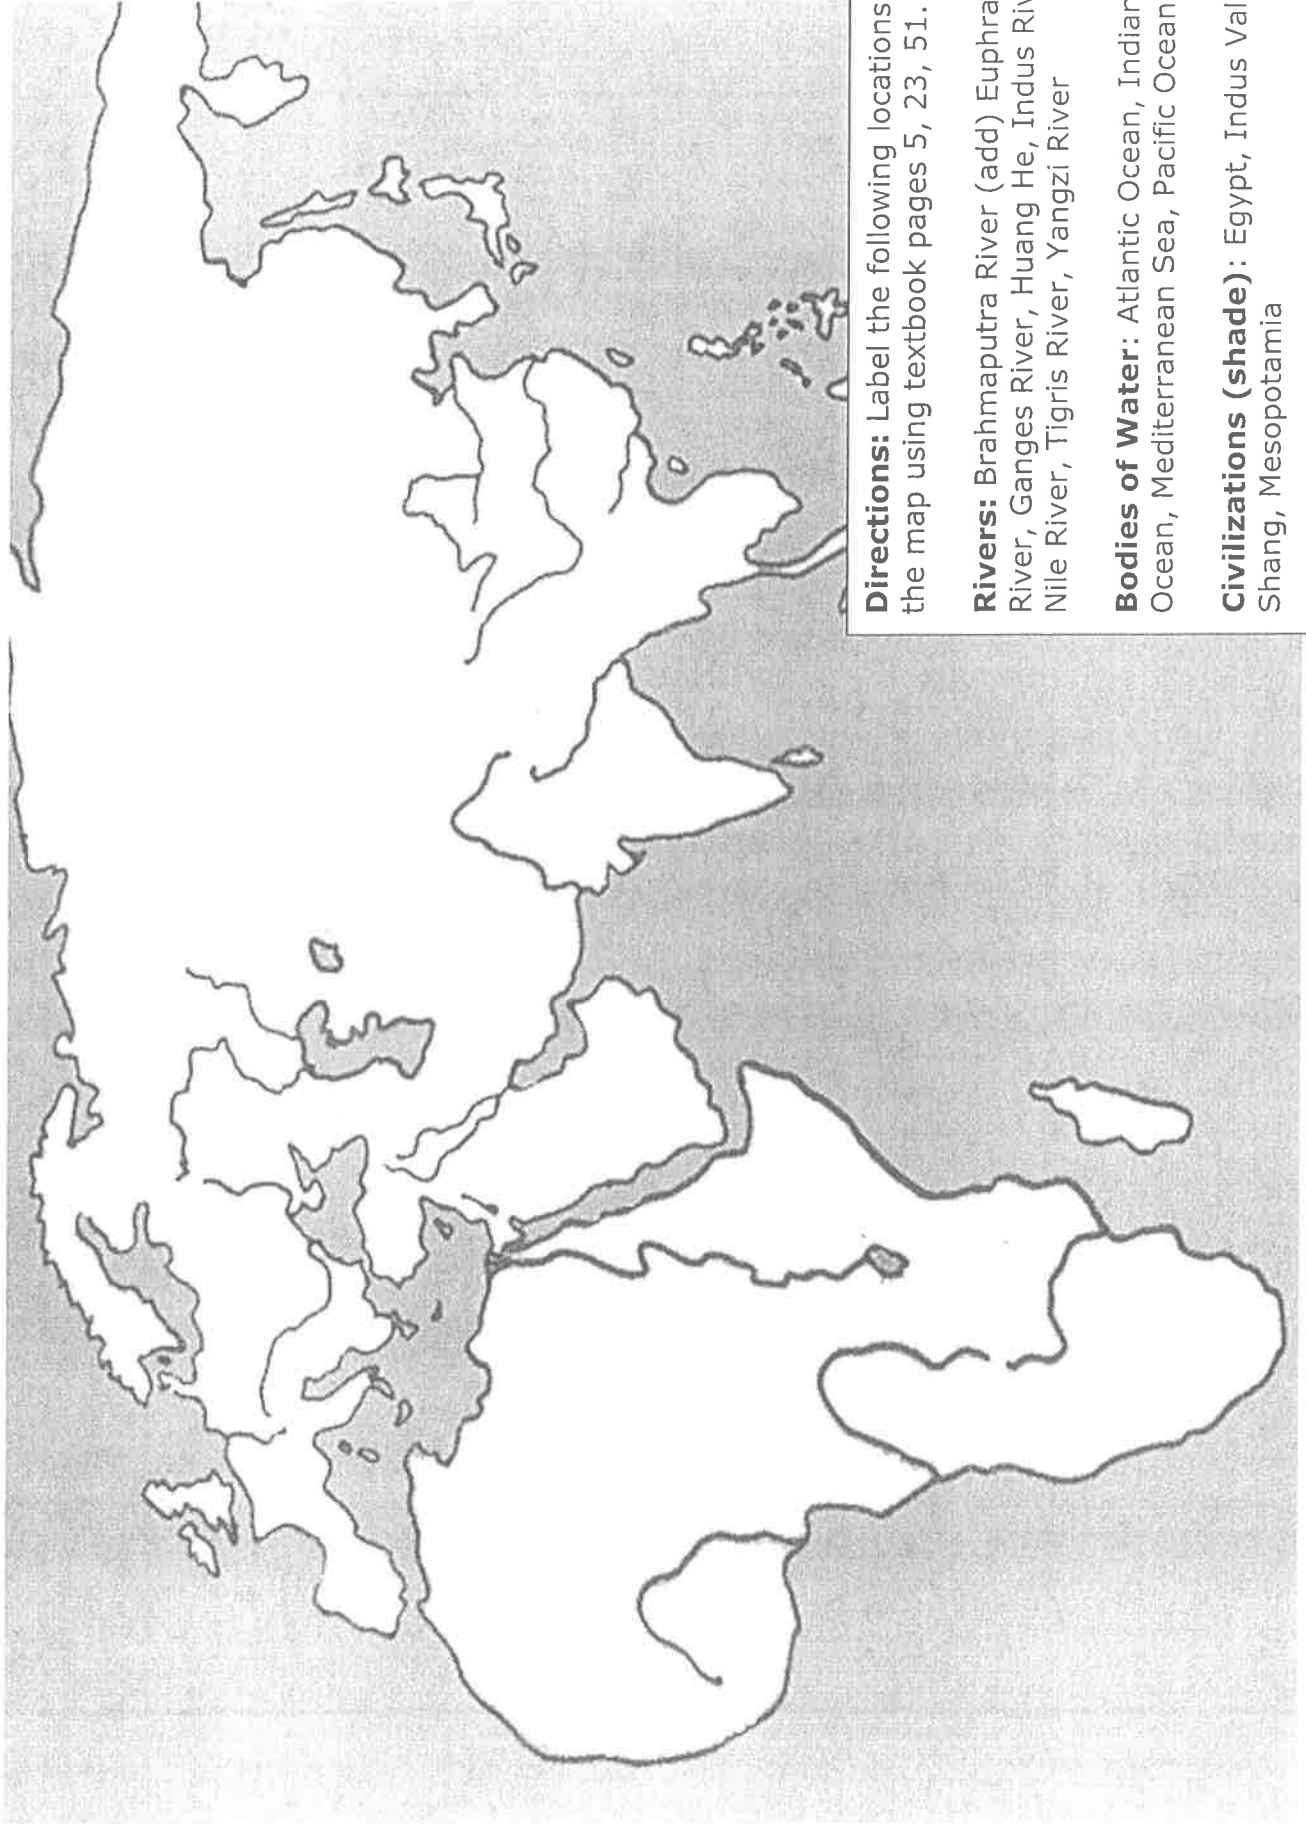 Directions: Label the following locations
the map using textbook pages 5, 23, 51.
Rivers: Brahmaputra River (add) Euphra
River, Ganges River, Huang He, Indus Riv
Nile River, Tigris River, Yangzi River
Bodies of Water: Atlantic Ocean, Indian
Ocean, Mediterranean Sea, Pacific Ocean
Civilizations (shade): Egypt, Indus Val
Shang, Mesopotamia